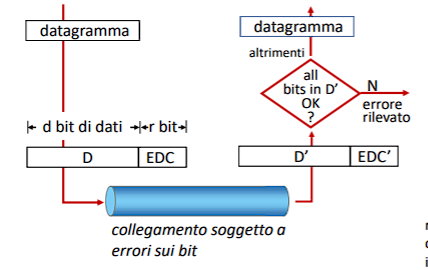 datagramma
datagramma
altrimenti
all
bits in D'
OK
?
N
errore
rilevato
d bit di dati
r bit
D
EDC
D'
EDC'
collegamento soggetto a
errori sui bit